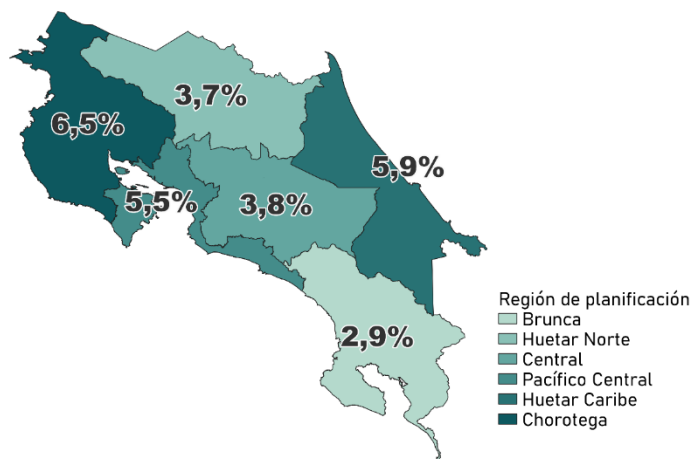 3,7%
6,5%
5,9%
5,5%
3,8%
2,9%
Región de planificación
Brunca
Huetar Norte
Central
Pacífico Central
Huetar Caribe
Chorotega